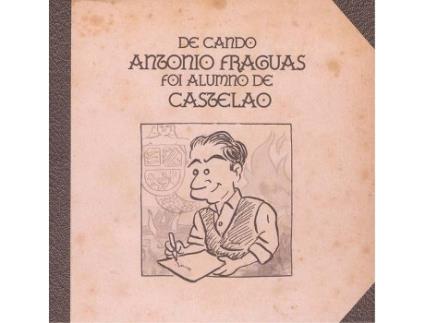 DE CANDO
ANTONIO FRAGUAS
FOI ALUMNO DE
CASTELAO